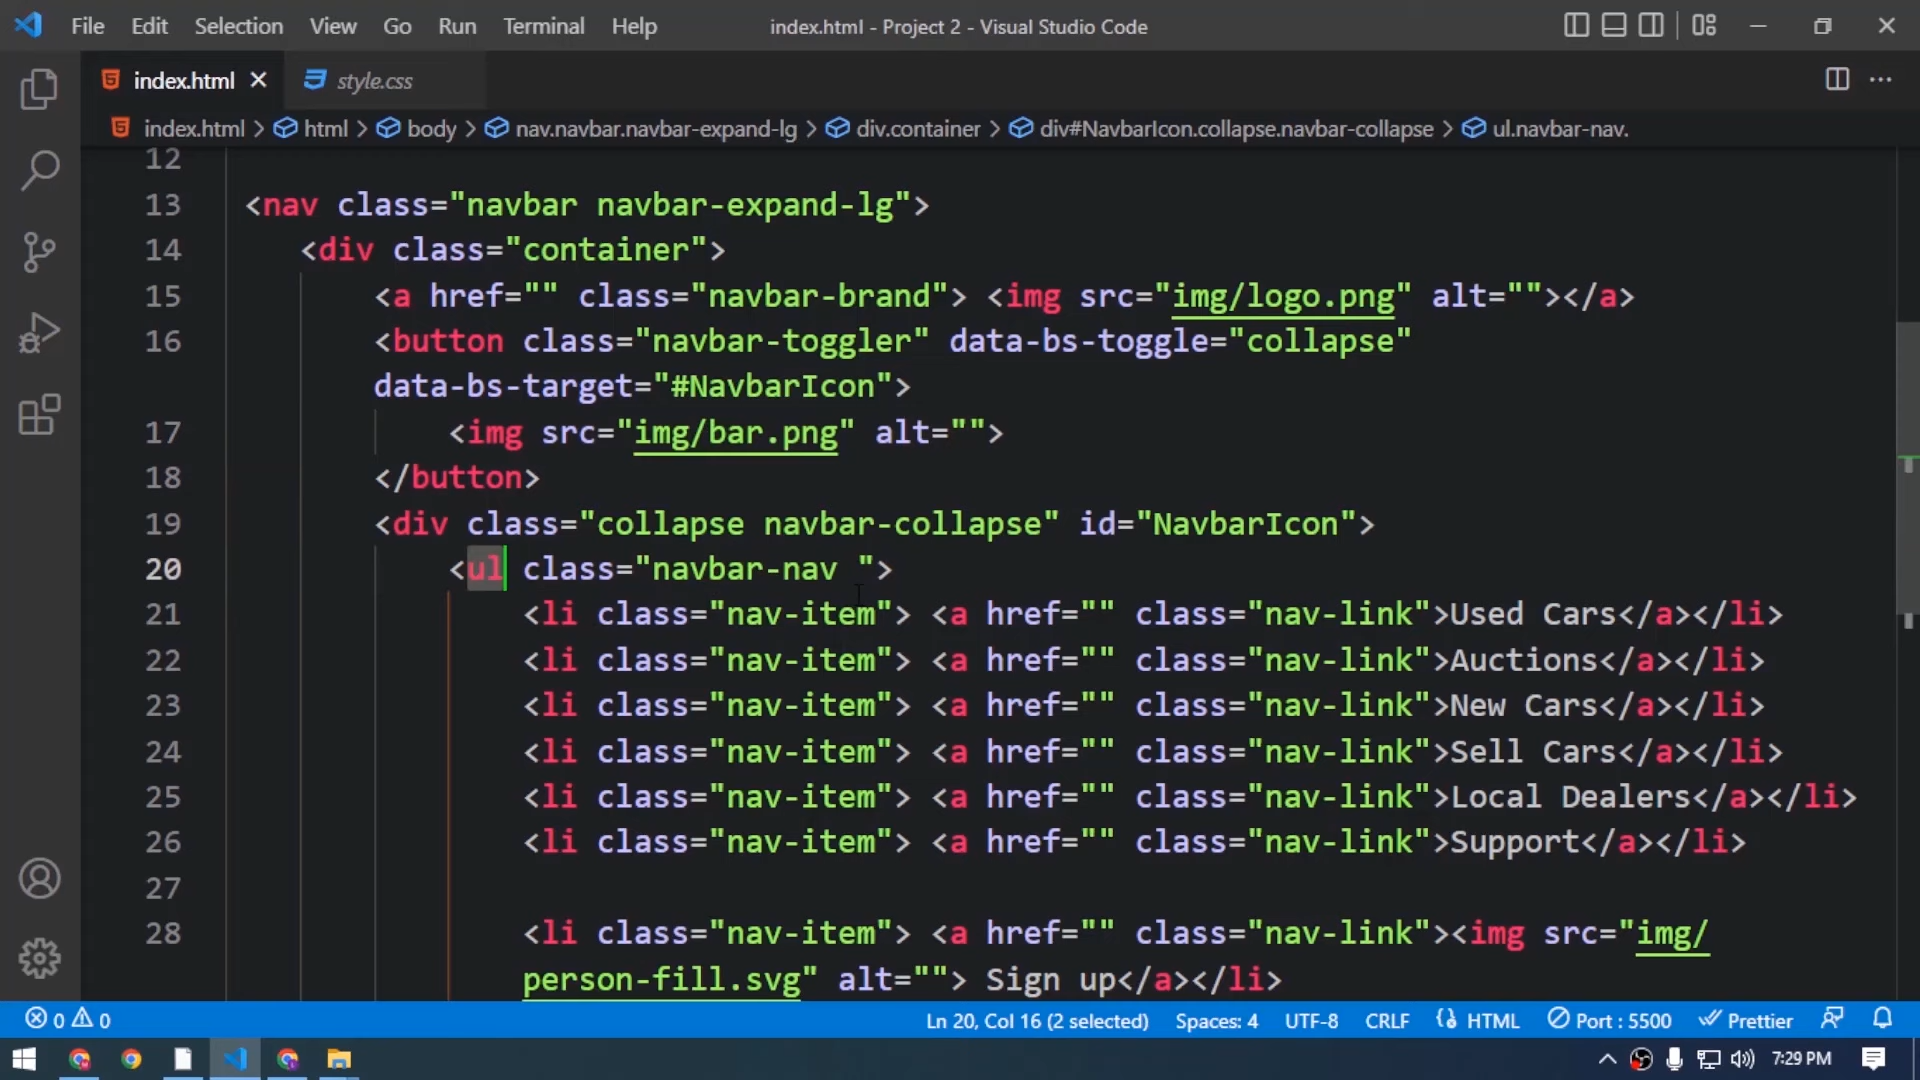 File Edit Selection View Go Run Terminal Help index.html - Project 2 - Visual Studio Code
index.html style.css
index.html > html > body > nav.navbar.navbar-expand-lg > div.container > div#NavbarIcon.collapse.navbar-collapse > ul.navbar-nav.
12
13 <nav class="navbar navbar-expand-lg">
14 <div class="container">
15 <a href="" class="navbar-brand"> <img src="img/logo.png" alt=""></a>
16 <button class="navbar-toggler" data-bs-toggle="collapse"
data-bs-target="#NavbarIcon">
17 <img src="img/bar.png" alt="">
18 </button>
19 <div class="collapse navbar-collapse" id="NavbarIcon">
20 <ul class="navbar-nav ">
21 <li class="nav-item"> <a href="" class="nav-link">Used Cars</a></li>
22 <li class="nav-item"> <a href="" class="nav-link">Auctions</a></li>
23 <li class="nav-item"> <a href="" class="nav-link">New Cars</a></li>
24 <li class="nav-item"> <a href="" class="nav-link">Sell Cars</a></li>
25 <li class="nav-item"> <a href="" class="nav-link">Local Dealers</a></li>
26 <li class="nav-item"> <a href="" class="nav-link">Support</a></li>
27
28 <li class="nav-item"> <a href="" class="nav-link"><img src="img/
person-fill.svg" alt=""> Sign up</a></li>
0 0 Ln 20, Col 16 (2 selected) Spaces: 4 UTF-8 CRLF HTML Port : 5500 Prettier
7:29 PM